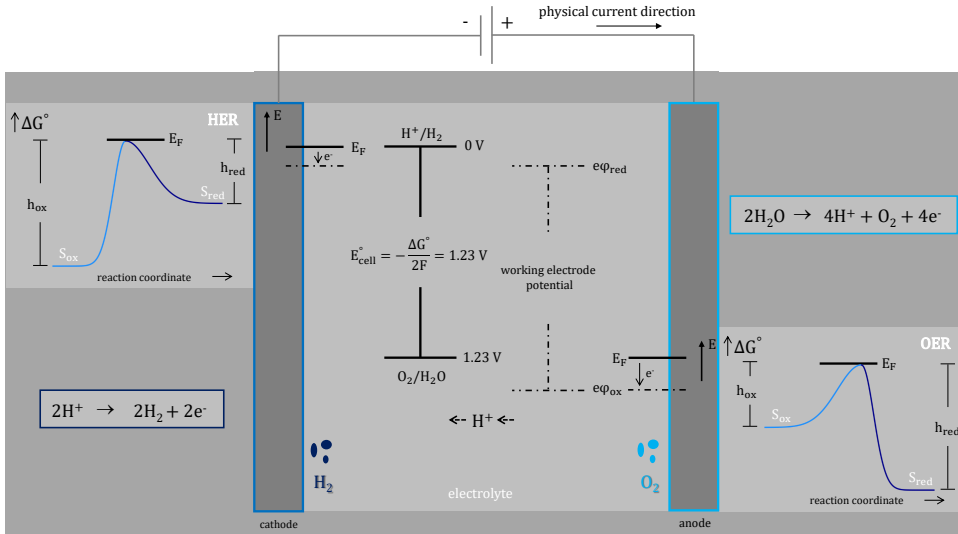 physical current direction
- +
↑ΔG° HER
E_F
h_red
h_ox
S_red
S_ox
reaction coordinate →
E
E_F
e⁻
H⁺/H₂
0 V
E°_cell = − ΔG°/2F = 1.23 V
1.23 V
O₂/H₂O
eφ_red
working electrode
potential
E_F
e⁻
eφ_ox
E
2H₂O → 4H⁺ + O₂ + 4e⁻
2H⁺ → 2H₂ + 2e⁻
↑ΔG° OER
E_F
h_ox
S_ox
h_red
S_red
reaction coordinate →
<-- H⁺ <--
H₂
O₂
electrolyte
cathode
anode